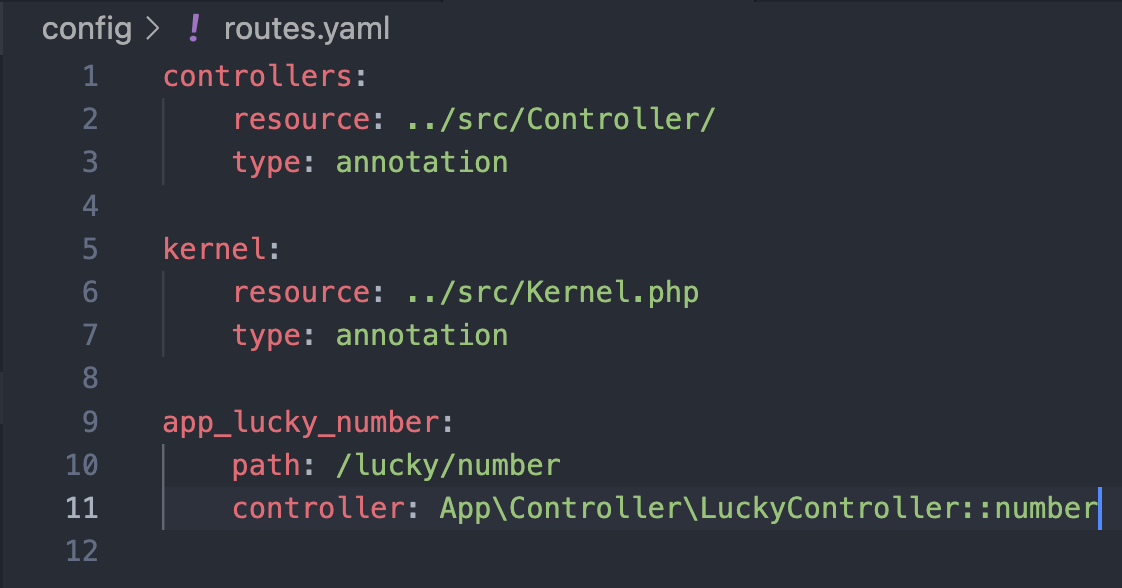 config > ! routes.yaml
1 controllers:
2     resource: ../src/Controller/
3     type: annotation
4
5 kernel:
6     resource: ../src/Kernel.php
7     type: annotation
8
9 app_lucky_number:
10     path: /lucky/number
11     controller: App\Controller\LuckyController::number
12